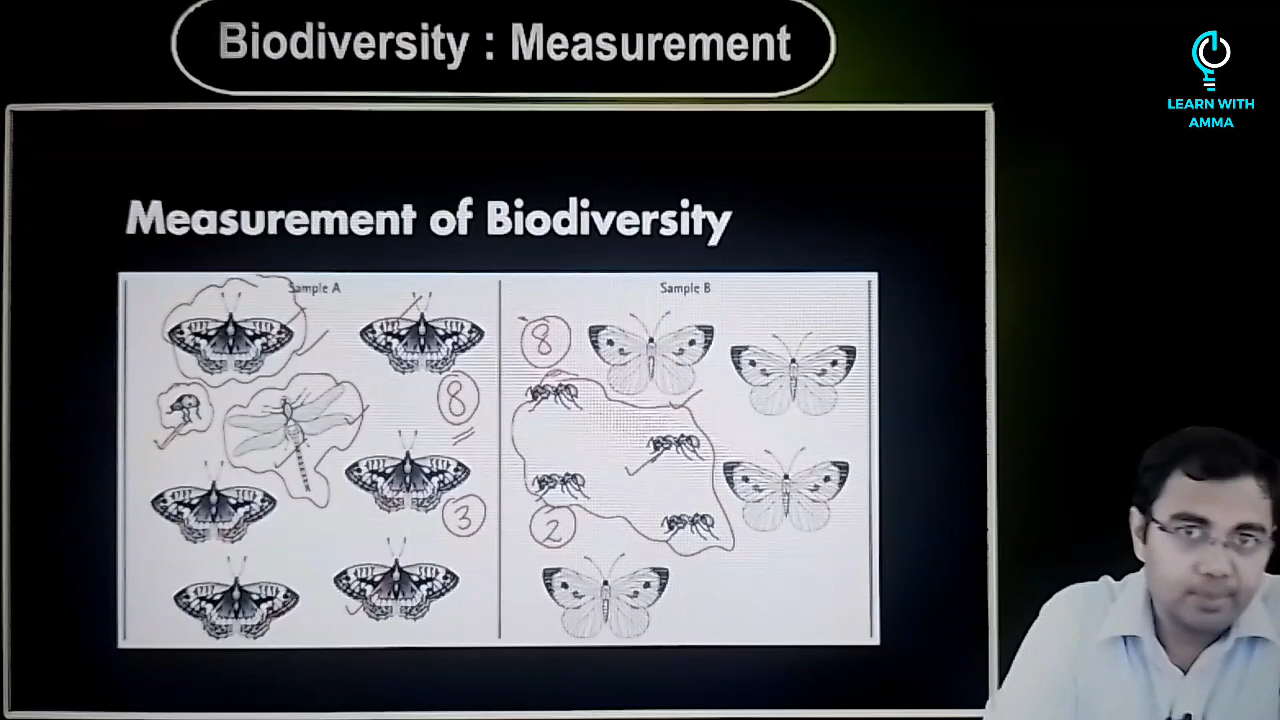 Biodiversity : Measurement
LEARN WITH
AMMA
Measurement of Biodiversity
Sample A
Sample B
8
8
3
2